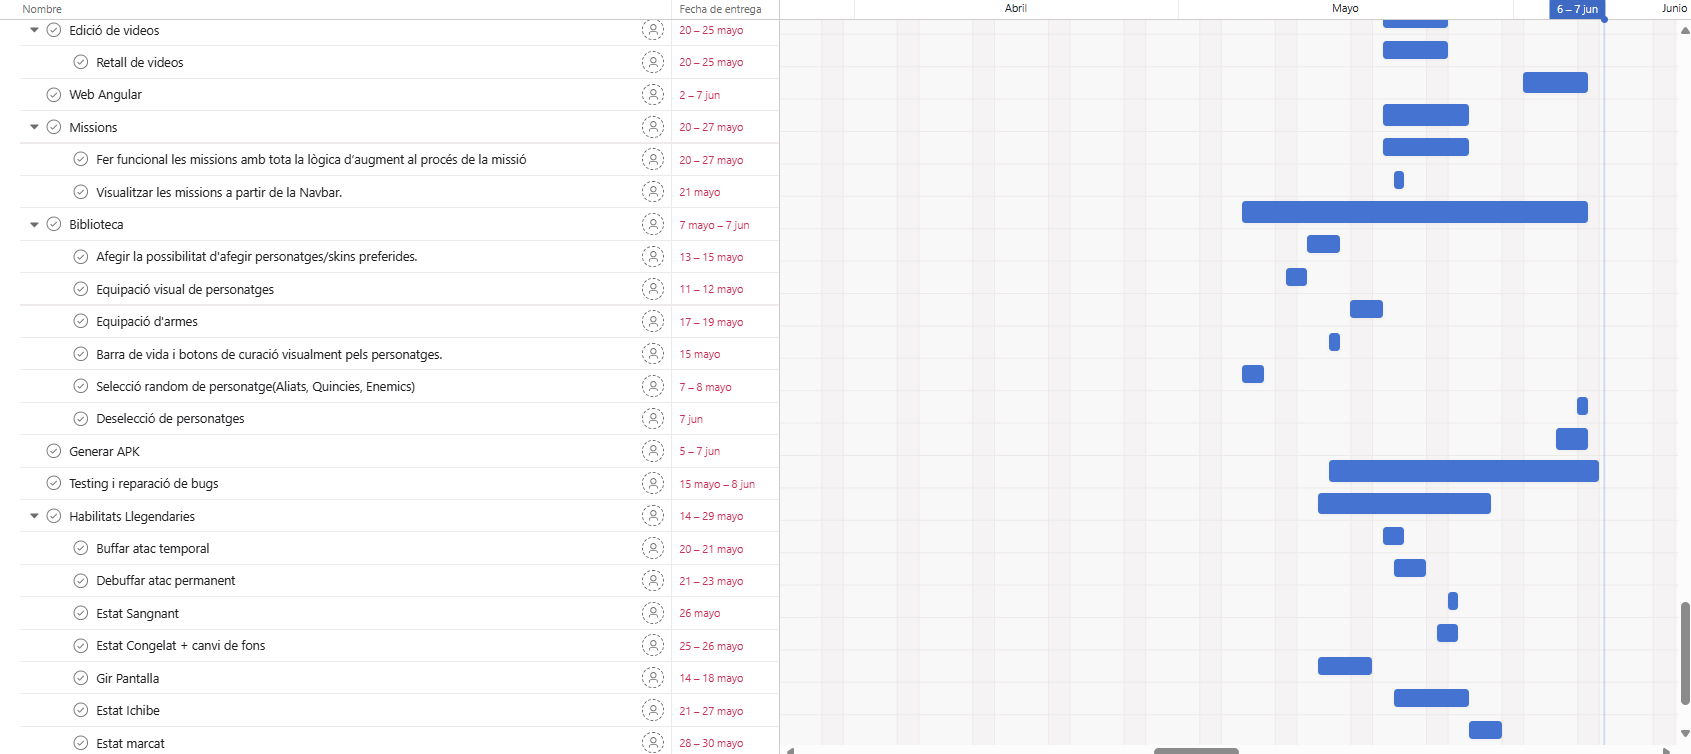 Nombre Fecha de entrega Abril Mayo 6 – 7 jun Junio
Edició de videos 20 – 25 mayo
Retall de videos 20 – 25 mayo
Web Angular 2 – 7 jun
Missions 20 – 27 mayo
Fer funcional les missions amb tota la lògica d’augment al procés de la missió 20 – 27 mayo
Visualitzar les missions a partir de la Navbar. 21 mayo
Biblioteca 7 mayo – 7 jun
Afegir la possibilitat d'afegir personatges/skins preferides. 13 – 15 mayo
Equipació visual de personatges 11 – 12 mayo
Equipació d'armes 17 – 19 mayo
Barra de vida i botons de curació visualment pels personatges. 15 mayo
Selecció random de personatge(Aliats, Quincies, Enemics) 7 – 8 mayo
Deselecció de personatges 7 jun
Generar APK 5 – 7 jun
Testing i reparació de bugs 15 mayo – 8 jun
Habilitats Llegendaries 14 – 29 mayo
Buffar atac temporal 20 – 21 mayo
Debuffar atac permanent 21 – 23 mayo
Estat Sangnant 26 mayo
Estat Congelat + canvi de fons 25 – 26 mayo
Gir Pantalla 14 – 18 mayo
Estat Ichibe 21 – 27 mayo
Estat marcat 28 – 30 mayo